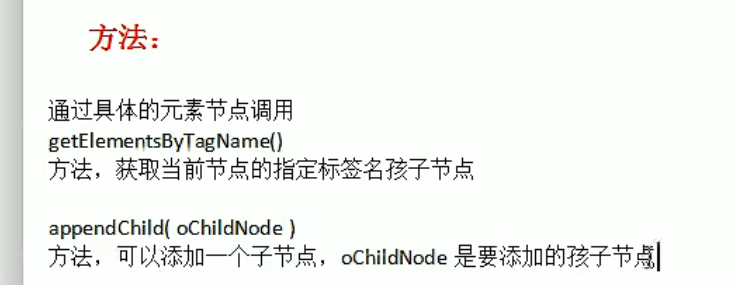 方法：
通过具体的元素节点调用
getElementsByTagName()
方法，获取当前节点的指定标签名孩子节点
appendChild( oChildNode )
方法，可以添加一个子节点，oChildNode 是要添加的孩子节点